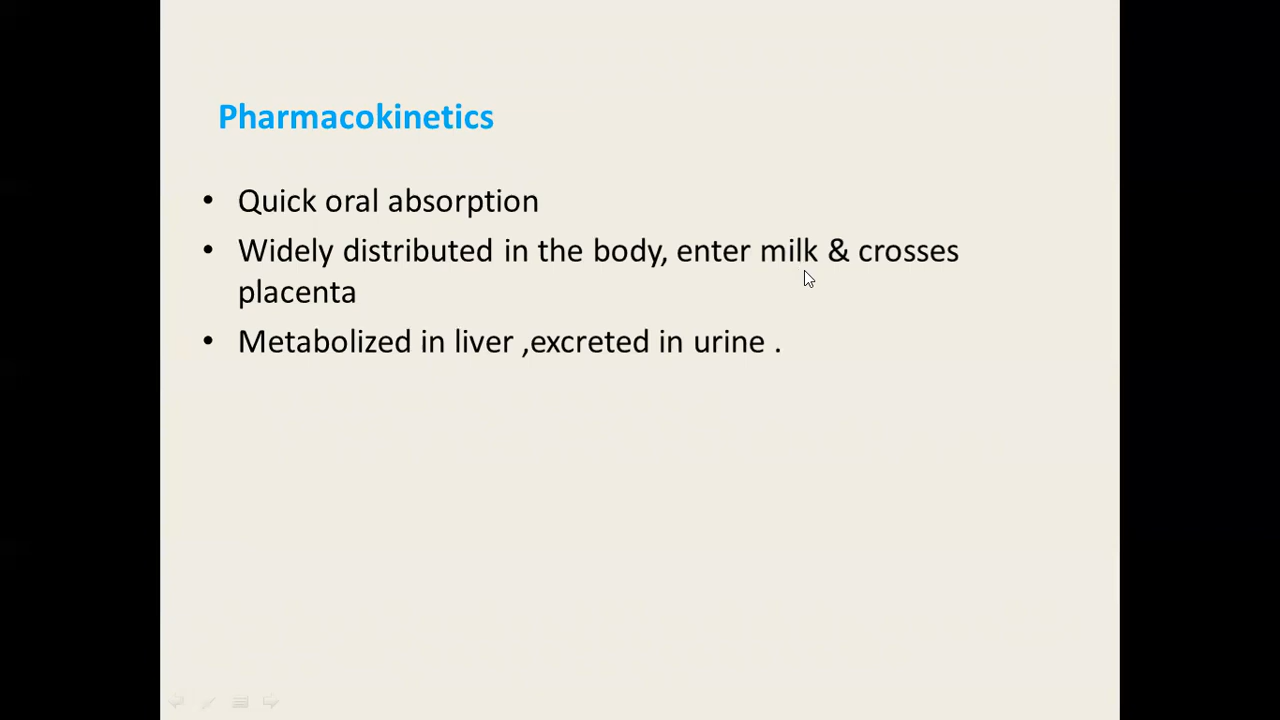 Pharmacokinetics
• Quick oral absorption
• Widely distributed in the body, enter milk & crosses
placenta
• Metabolized in liver ,excreted in urine .